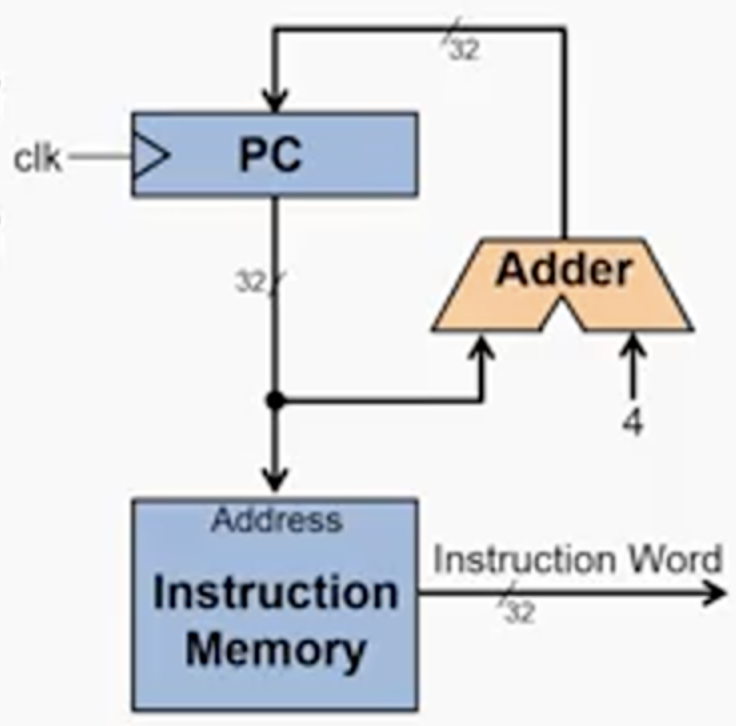 32
clk
PC
Adder
32
4
Address
Instruction
Memory
Instruction Word
32